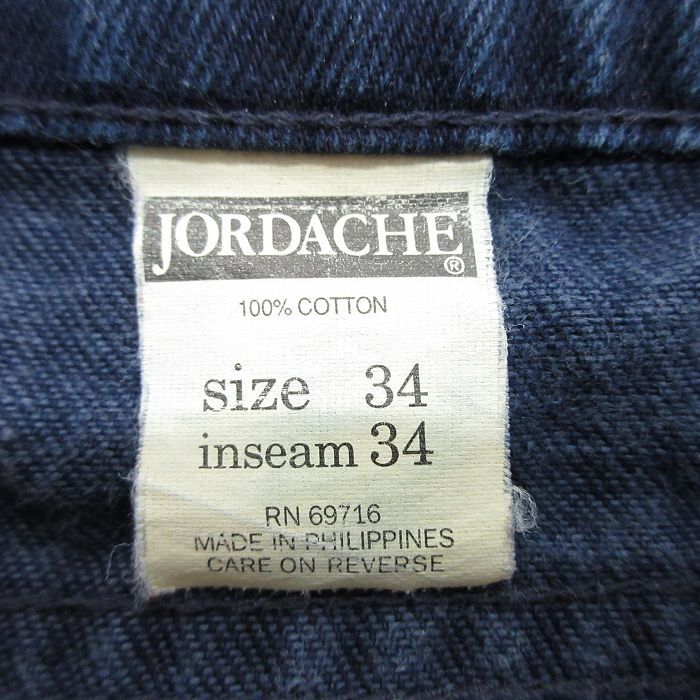 JORDACHE®
100% COTTON
size 34
inseam 34
RN 69716
MADE IN PHILIPPINES
CARE ON REVERSE